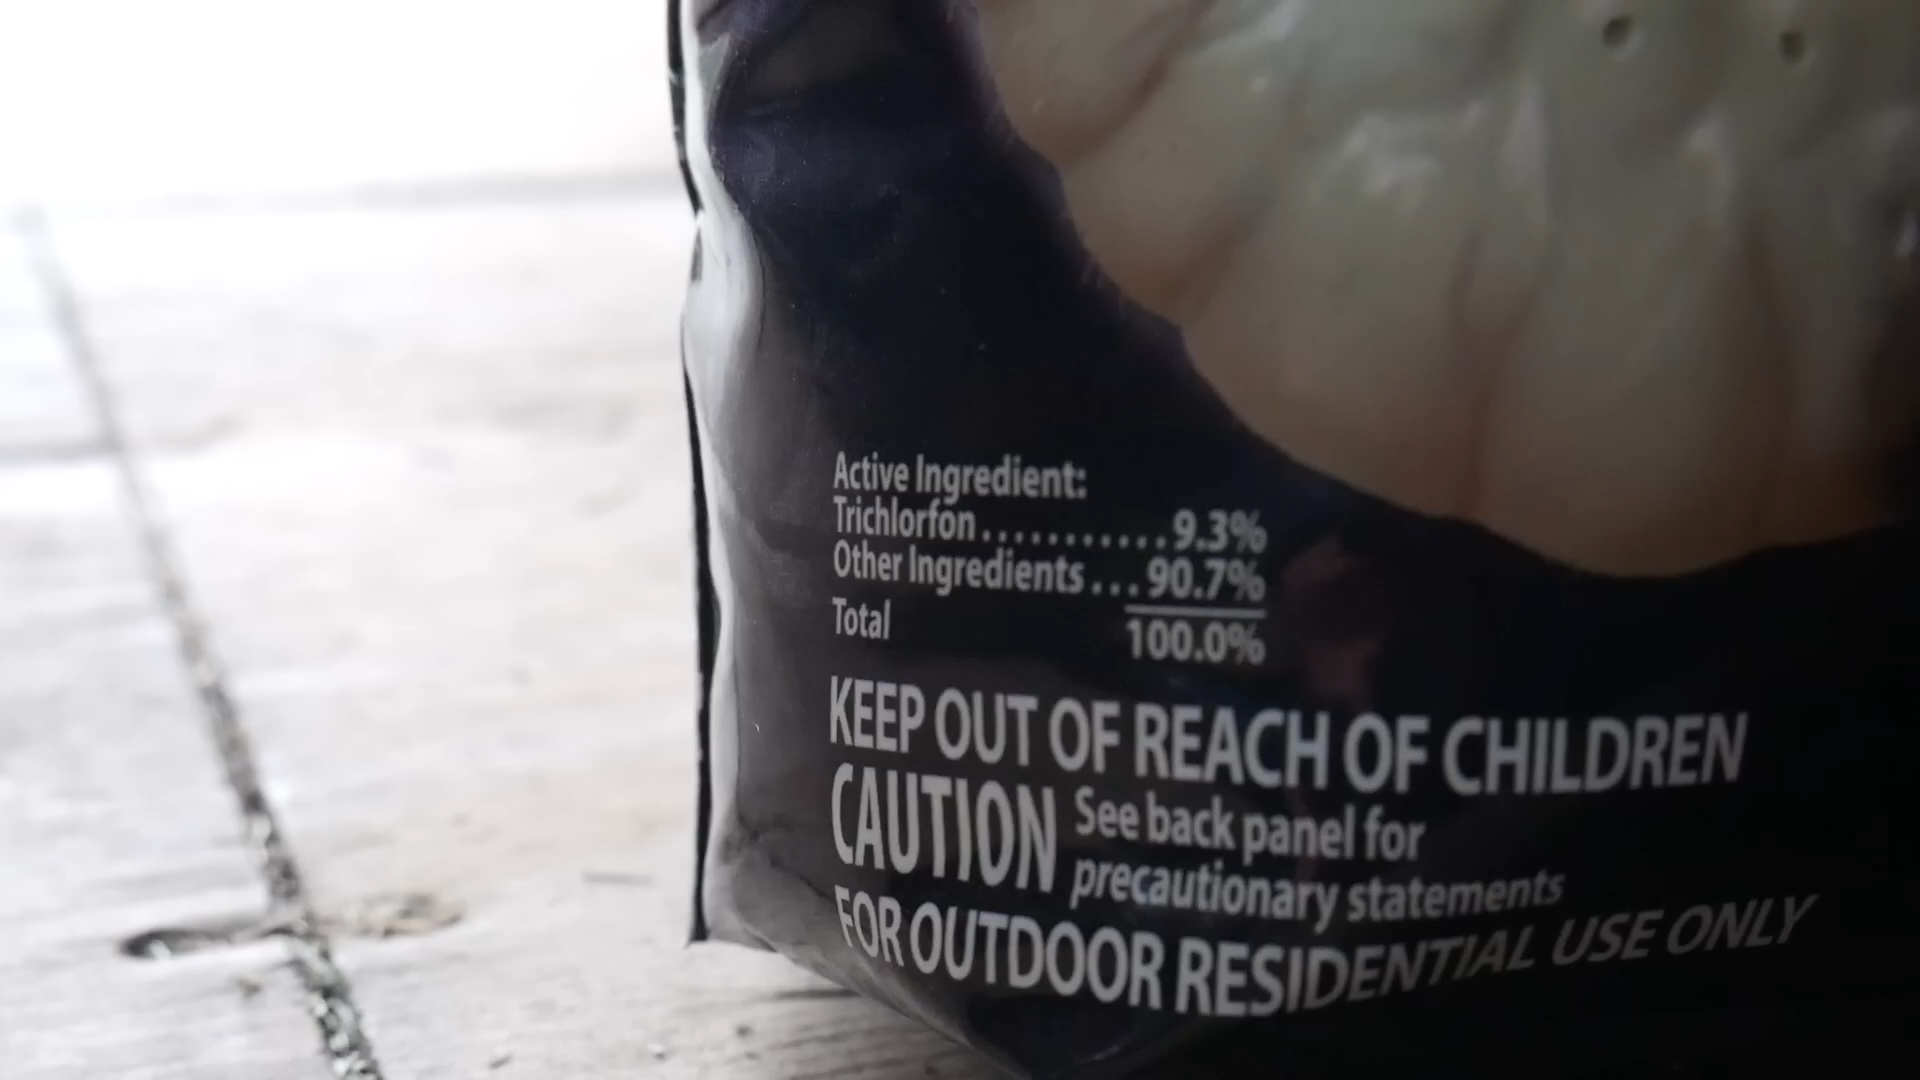 Active Ingredient:
Trichlorfon...........9.3%
Other Ingredients...90.7%
Total 100.0%
KEEP OUT OF REACH OF CHILDREN
CAUTION See back panel for
precautionary statements
FOR OUTDOOR RESIDENTIAL USE ONLY